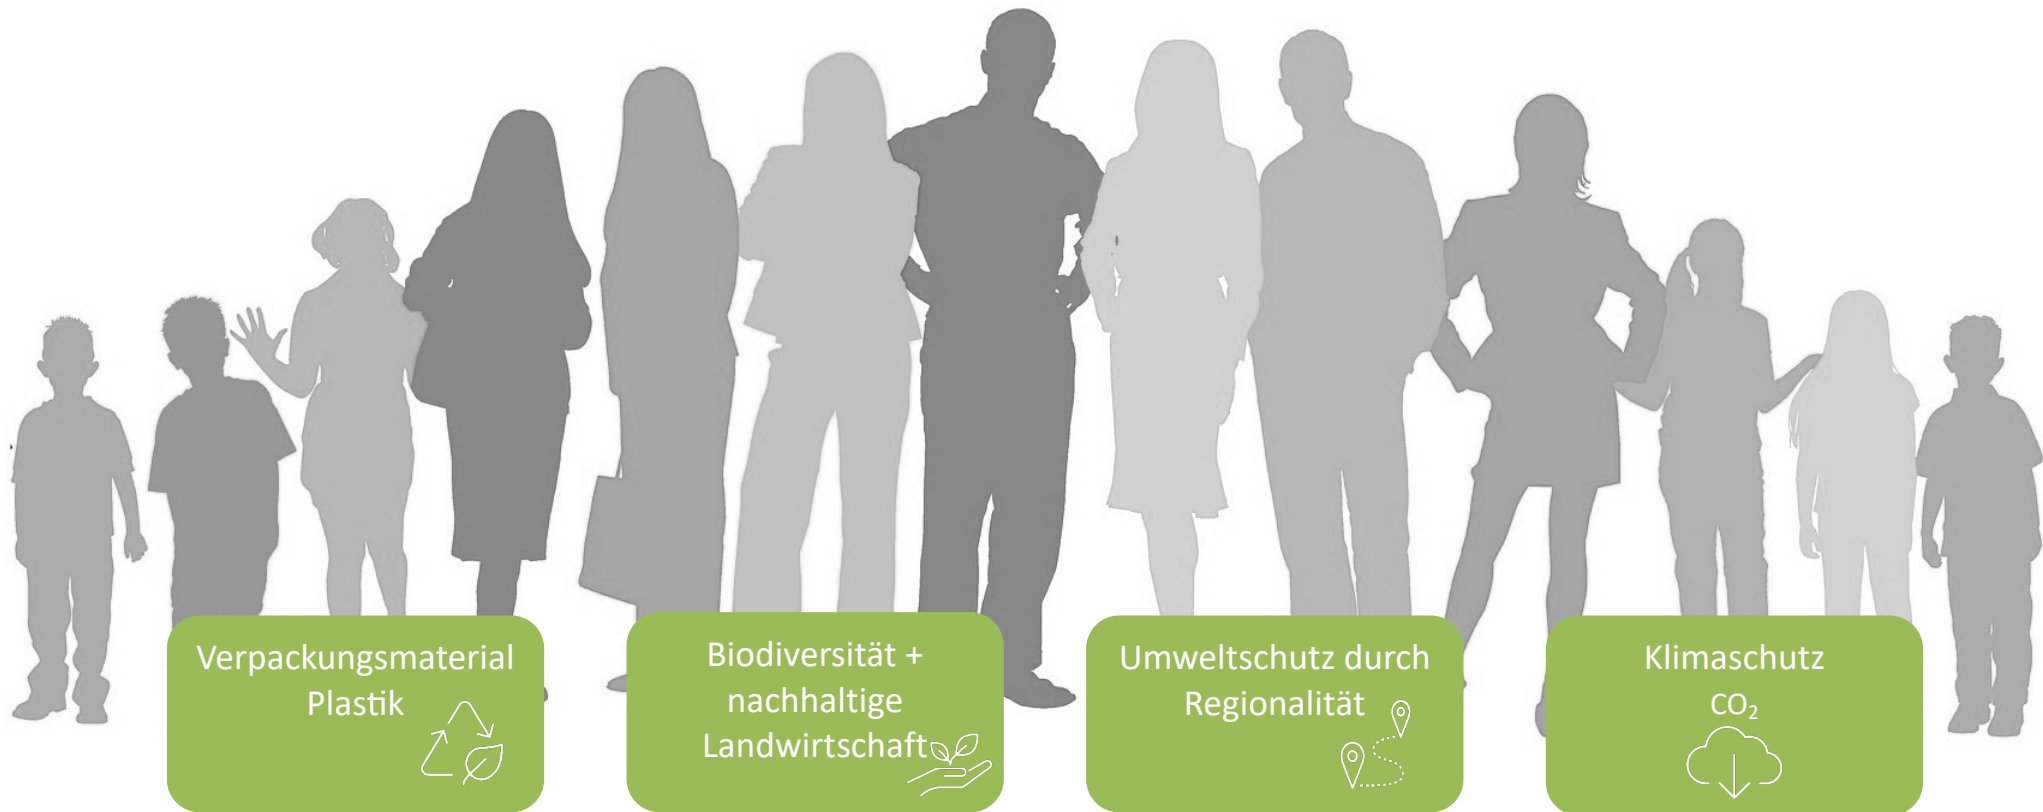 Verpackungsmaterial
Plastik
Biodiversität +
nachhaltige
Landwirtschaft
Umweltschutz durch
Regionalität
Klimaschutz
CO₂